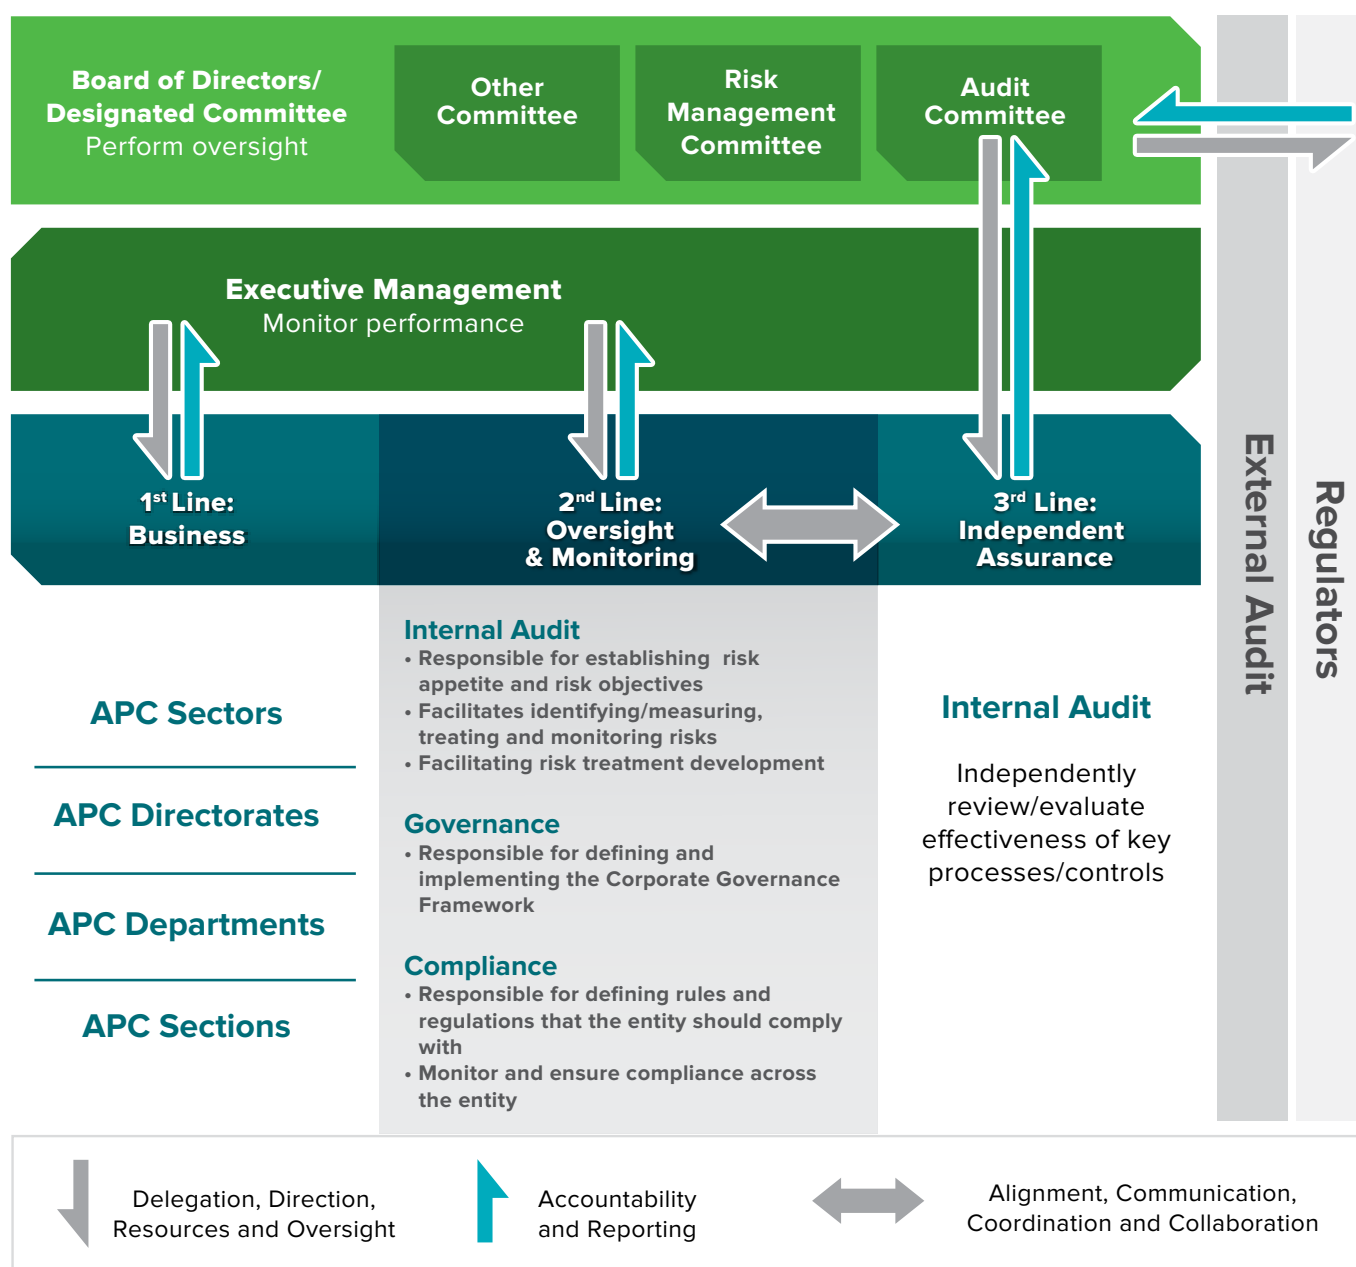 Board of Directors/
Designated Committee
Perform oversight
Other
Committee
Risk
Management
Committee
Audit
Committee
Executive Management
Monitor performance
1st Line:
Business
2nd Line:
Oversight
& Monitoring
3rd Line:
Independent
Assurance
APC Sectors
APC Directorates
APC Departments
APC Sections
Internal Audit
• Responsible for establishing risk
appetite and risk objectives
• Facilitates identifying/measuring,
treating and monitoring risks
• Facilitating risk treatment development
Governance
• Responsible for defining and
implementing the Corporate Governance
Framework
Compliance
• Responsible for defining rules and
regulations that the entity should comply
with
• Monitor and ensure compliance across
the entity
Internal Audit
Independently
review/evaluate
effectiveness of key
processes/controls
External Audit
Regulators
Delegation, Direction,
Resources and Oversight
Accountability
and Reporting
Alignment, Communication,
Coordination and Collaboration